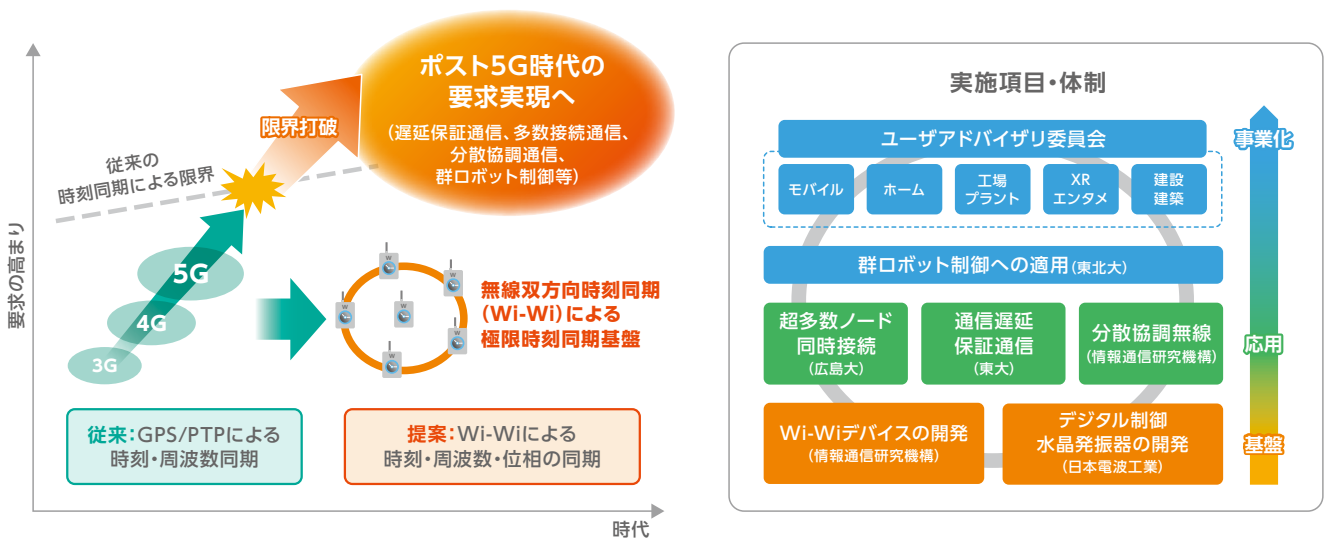 要求の高まり
ポスト5G時代の
要求実現へ
(遅延保証通信、多数接続通信、
分散協調通信、
群ロボット制御等)
限界打破
従来の
時刻同期による限界
5G
4G
3G
W
W
W
W
W
W
W
無線双方向時刻同期
(Wi-Wi)による
極限時刻同期基盤
従来:GPS/PTPによる
時刻・周波数同期
提案:Wi-Wiによる
時刻・周波数・位相の同期
時代
実施項目・体制
ユーザアドバイザリ委員会
モバイル
ホーム
工場
プラント
XR
エンタメ
建設
建築
群ロボット制御への適用(東北大)
超多数ノード
同時接続
(広島大)
通信遅延
保証通信
(東大)
分散協調無線
(情報通信研究機構)
Wi-Wiデバイスの開発
(情報通信研究機構)
デジタル制御
水晶発振器の開発
(日本電波工業)
事業化
応用
基盤